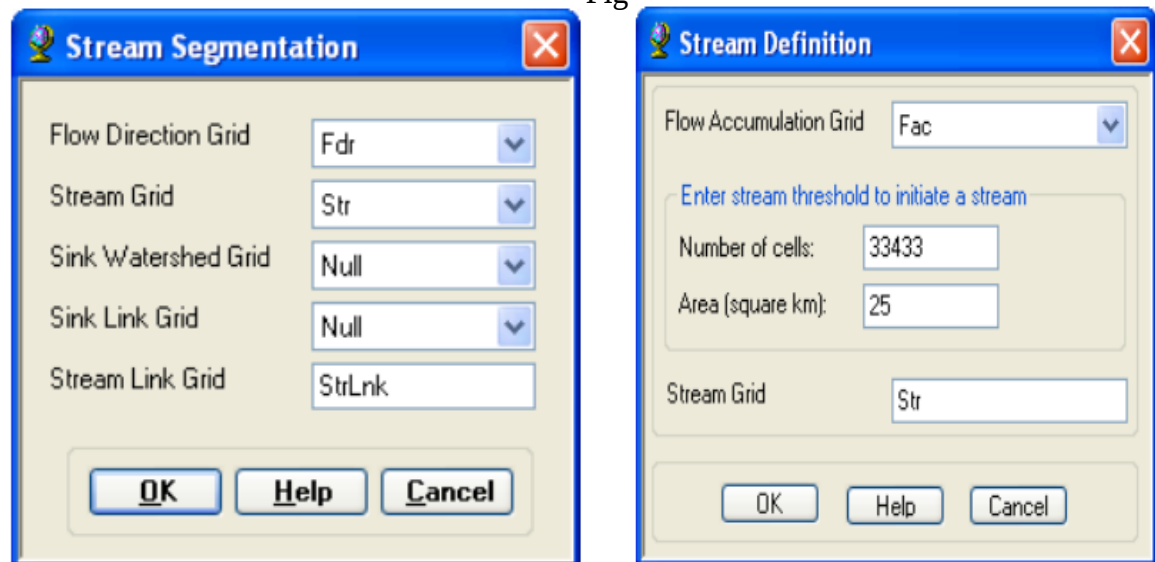 Fig
Stream Segmentation
Flow Direction Grid Fdr
Stream Grid Str
Sink Watershed Grid Null
Sink Link Grid Null
Stream Link Grid StrLnk
OK Help Cancel
Stream Definition
Flow Accumulation Grid Fac
Enter stream threshold to initiate a stream
Number of cells: 33433
Area (square km): 25
Stream Grid Str
OK Help Cancel